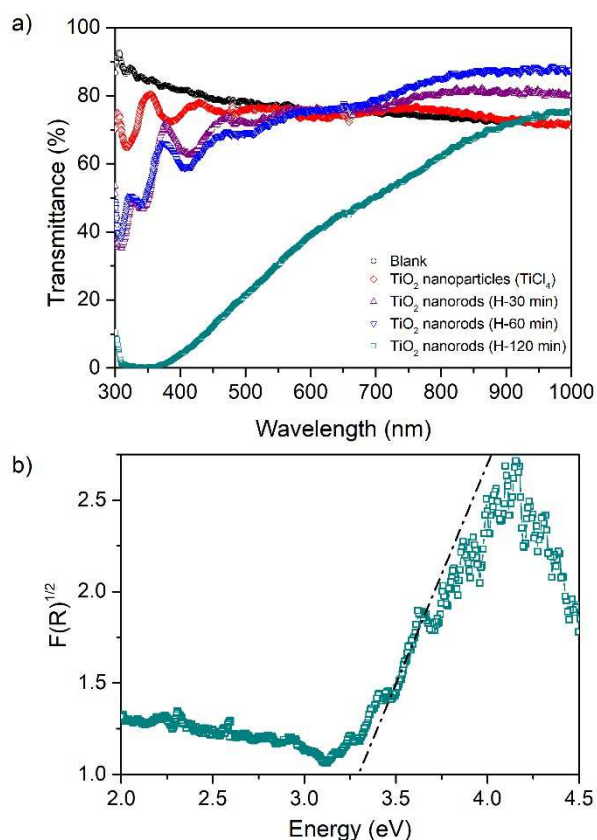 a)
100
80
60
40
20
0
Transmittance (%)
Blank
TiO₂ nanoparticles (TiCl₄)
TiO₂ nanorods (H-30 min)
TiO₂ nanorods (H-60 min)
TiO₂ nanorods (H-120 min)
300 400 500 600 700 800 900 1000
Wavelength (nm)
b)
2.5
2.0
1.5
1.0
F(R)^1/2
2.0 2.5 3.0 3.5 4.0 4.5
Energy (eV)